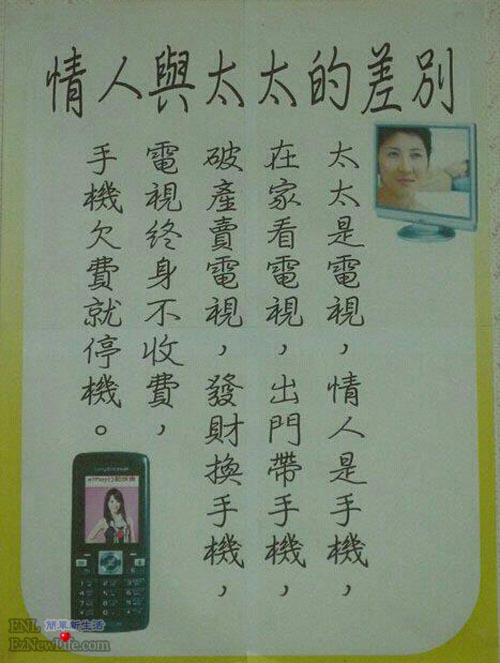 情人與太太的差別
太太是電視，情人是手機，
在家看電視，出門帶手機，
破產賣電視，發財換手機，
電視終身不收費，
手機欠費就停機。
ENL 簡單新生活
EzNewLife.com